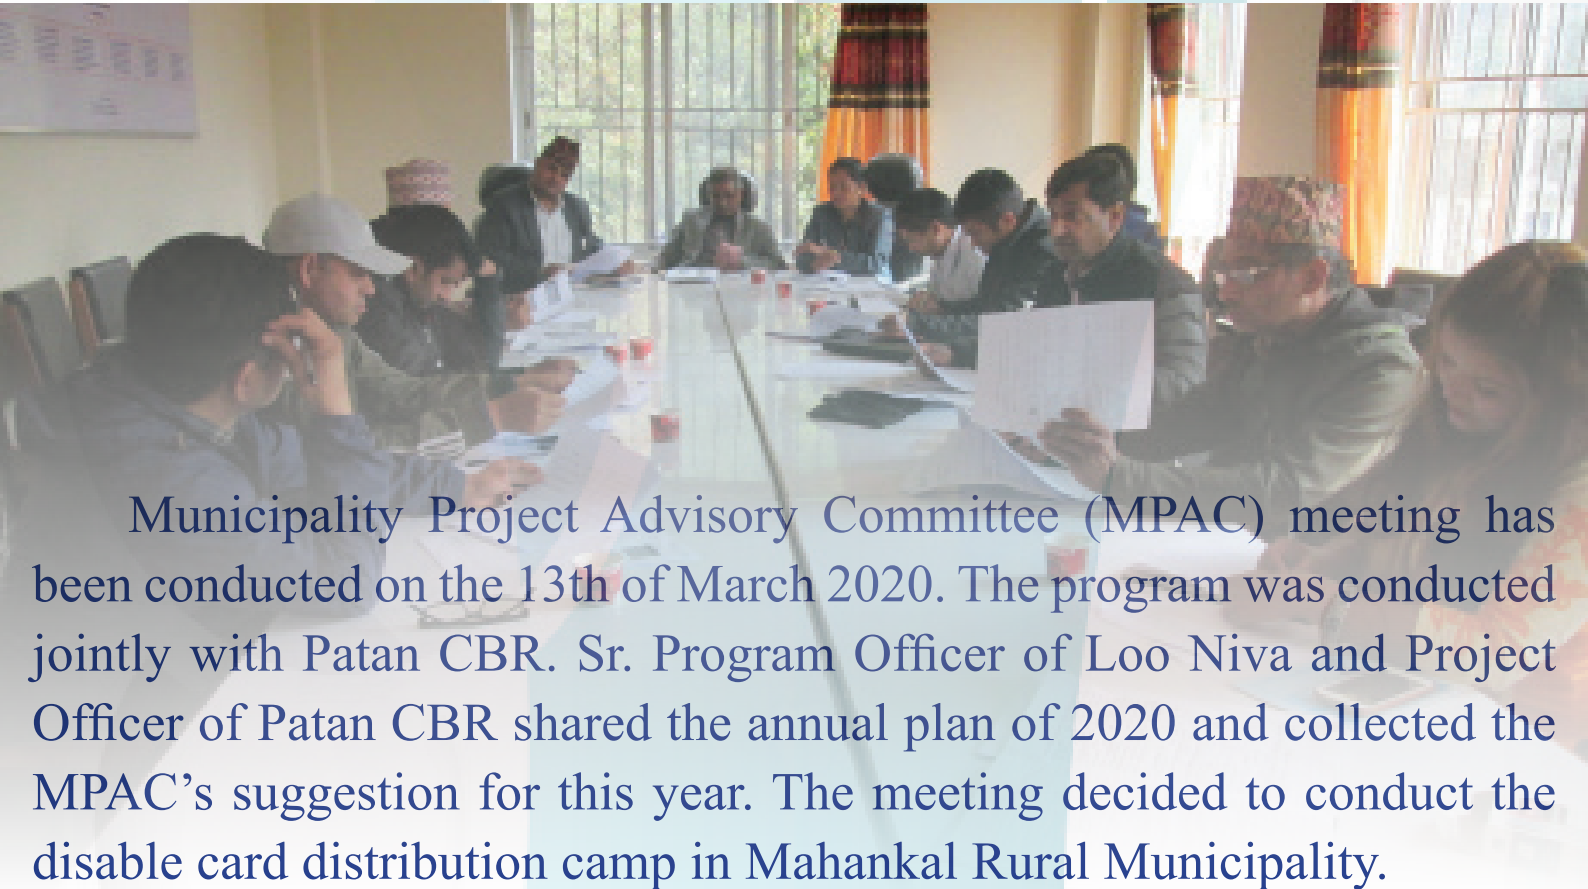 Municipality Project Advisory Committee (MPAC) meeting has
been conducted on the 13th of March 2020. The program was conducted
jointly with Patan CBR. Sr. Program Officer of Loo Niva and Project
Officer of Patan CBR shared the annual plan of 2020 and collected the
MPAC’s suggestion for this year. The meeting decided to conduct the
disable card distribution camp in Mahankal Rural Municipality.